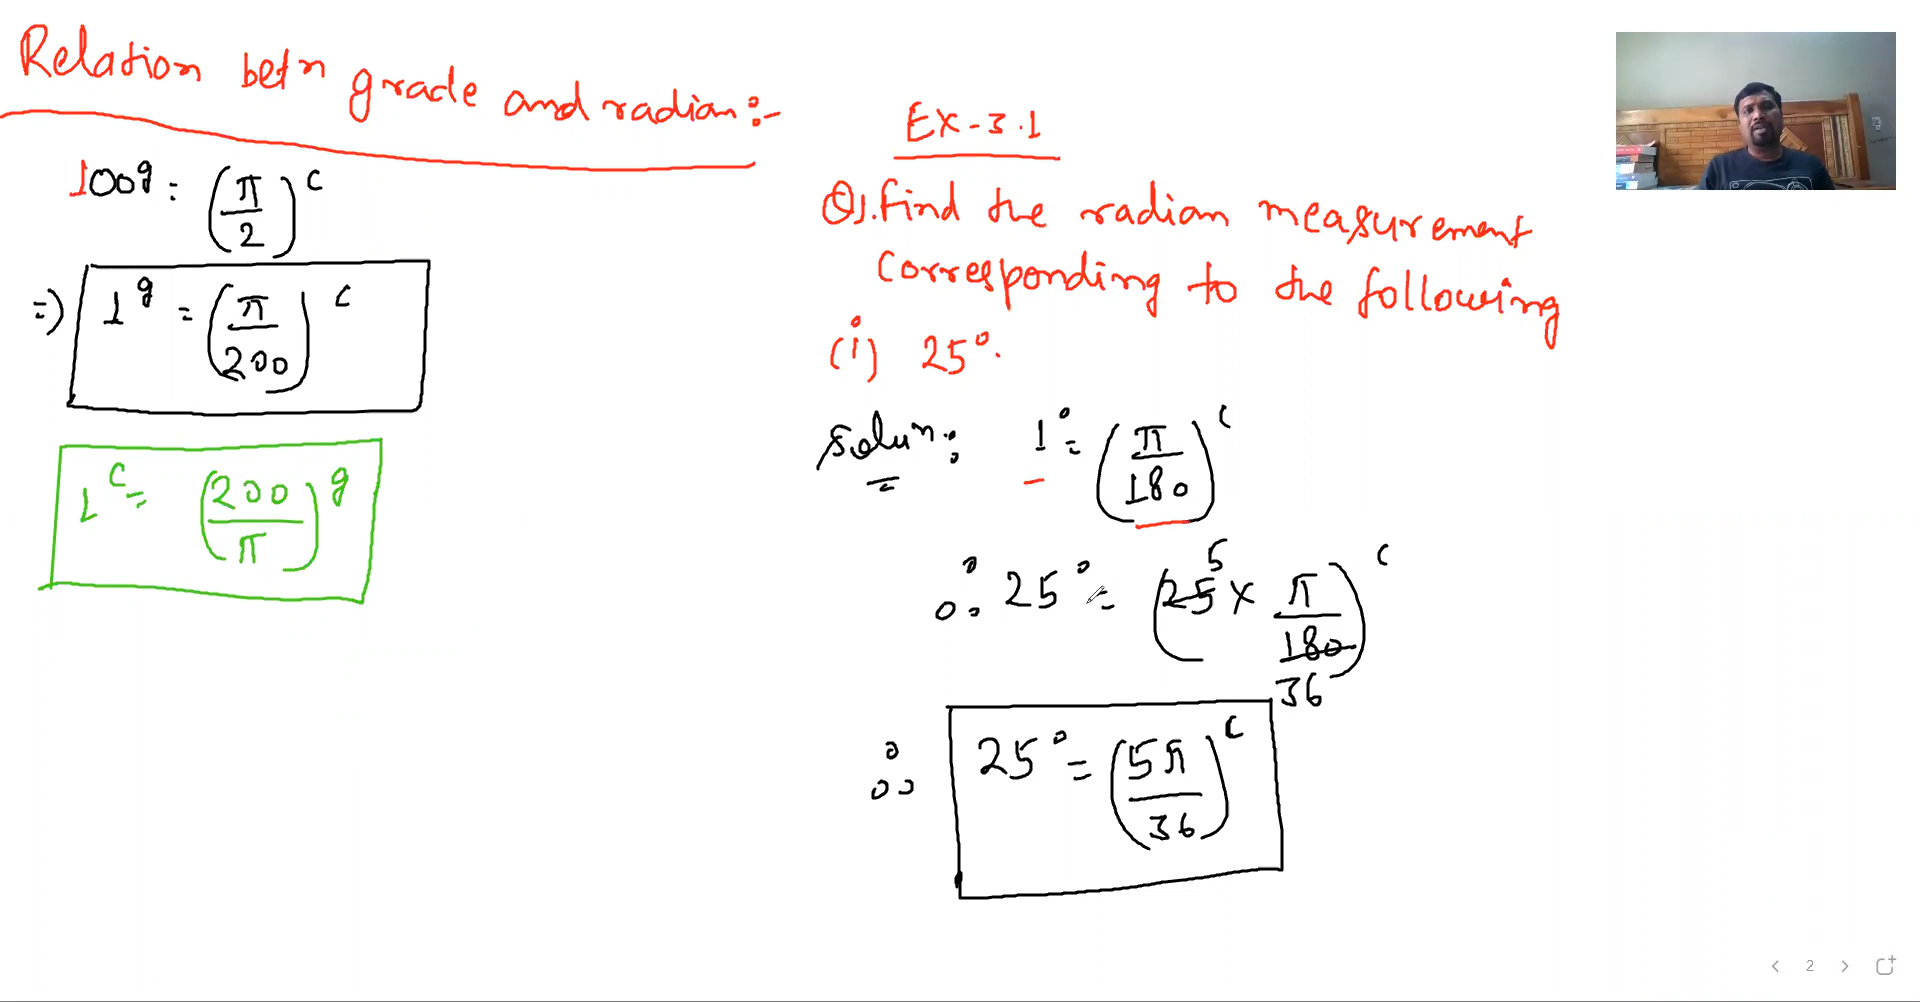 Relation betn grade and radian:-
100g = (π/2)c
=) 1g = (π/200)c
1c = (200/π)g
EX-3.1
Q1. Find the radian measurement
corresponding to the following
(i) 25°.
Solun: 1° = (π/180)c
∴ 25° = (25 5 × π/180 36)c
∴ 25° = (5π/36)c
2